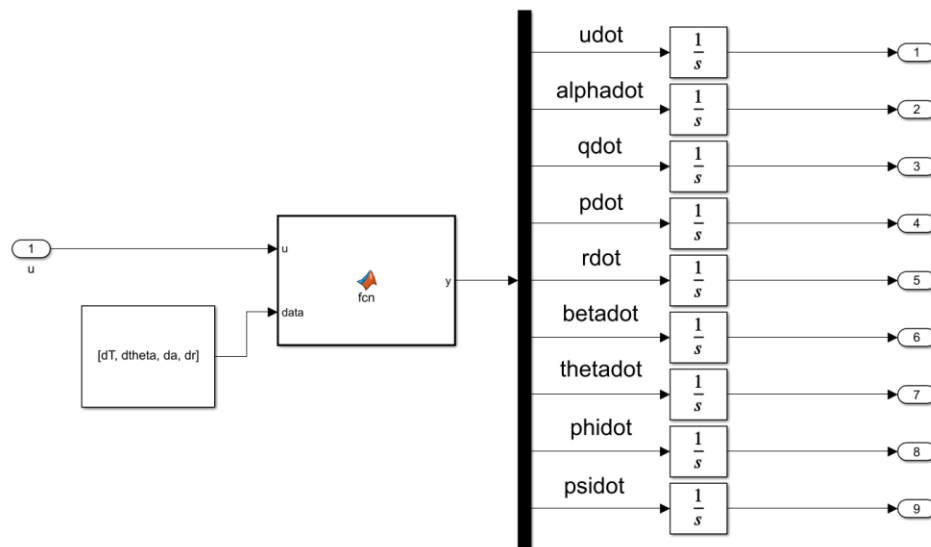 udot
1
s
1
alphadot
1
s
2
qdot
1
s
3
pdot
1
s
4
1
u
u
fcn
y
data
rdot
1
s
5
[dT, dtheta, da, dr]
betadot
1
s
6
thetadot
1
s
7
phidot
1
s
8
psidot
1
s
9